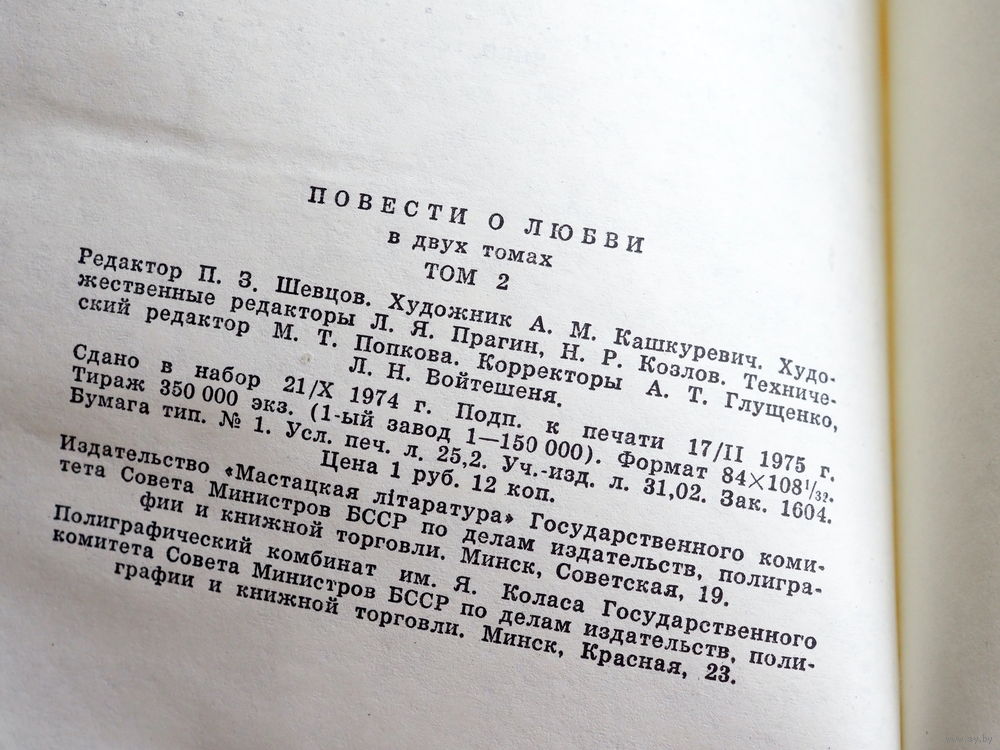 ПОВЕСТИ О ЛЮБВИ
в двух томах
ТОМ 2
Редактор П. З. Шевцов. Художник А. М. Кашкуревич. Худо-
жественные редакторы Л. Я. Прагин, Н. Р. Козлов. Техниче-
ский редактор М. Т. Попкова. Корректоры А. Т. Глущенко,
Л. Н. Войтешеня.
Сдано в набор 21/X 1974 г. Подп. к печати 17/II 1975 г.
Тираж 350 000 экз. (1-ый завод 1—150 000). Формат 84×108¹/₃₂.
Бумага тип. № 1. Усл. печ. л. 25,2. Уч.-изд. л. 31,02. Зак. 1604.
Цена 1 руб. 12 коп.
Издательство «Мастацкая літаратура» Государственного коми-
тета Совета Министров БССР по делам издательств, полигра-
фии и книжной торговли. Минск, Советская, 19.
Полиграфический комбинат им. Я. Коласа Государственного
комитета Совета Министров БССР по делам издательств, поли-
графии и книжной торговли. Минск, Красная, 23.
www.ay.by